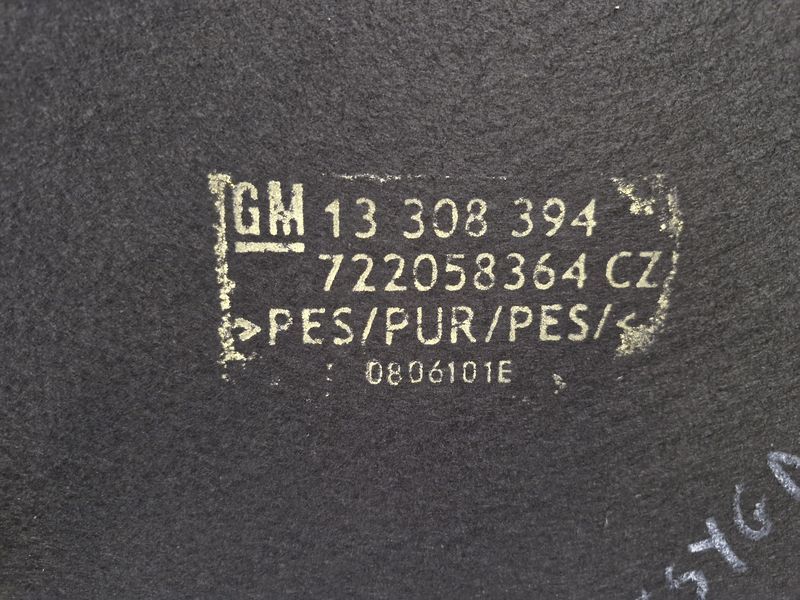 GM 13 308 394
722058364 CZ
>PES/PUR/PES/<
0806101E